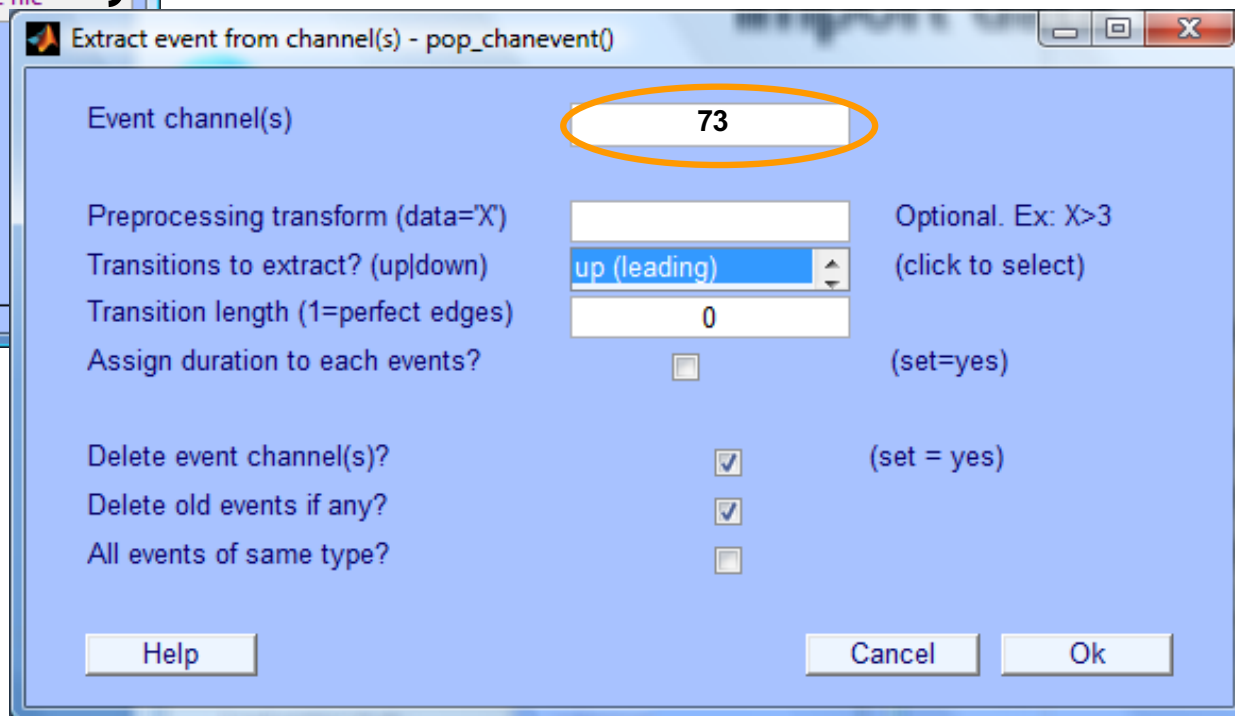 Extract event from channel(s) - pop_chanevent()
Event channel(s) 73
Preprocessing transform (data='X') Optional. Ex: X>3
Transitions to extract? (up|down) up (leading) (click to select)
Transition length (1=perfect edges) 0
Assign duration to each events? (set=yes)
Delete event channel(s)? (set = yes)
Delete old events if any?
All events of same type?
Help Cancel Ok